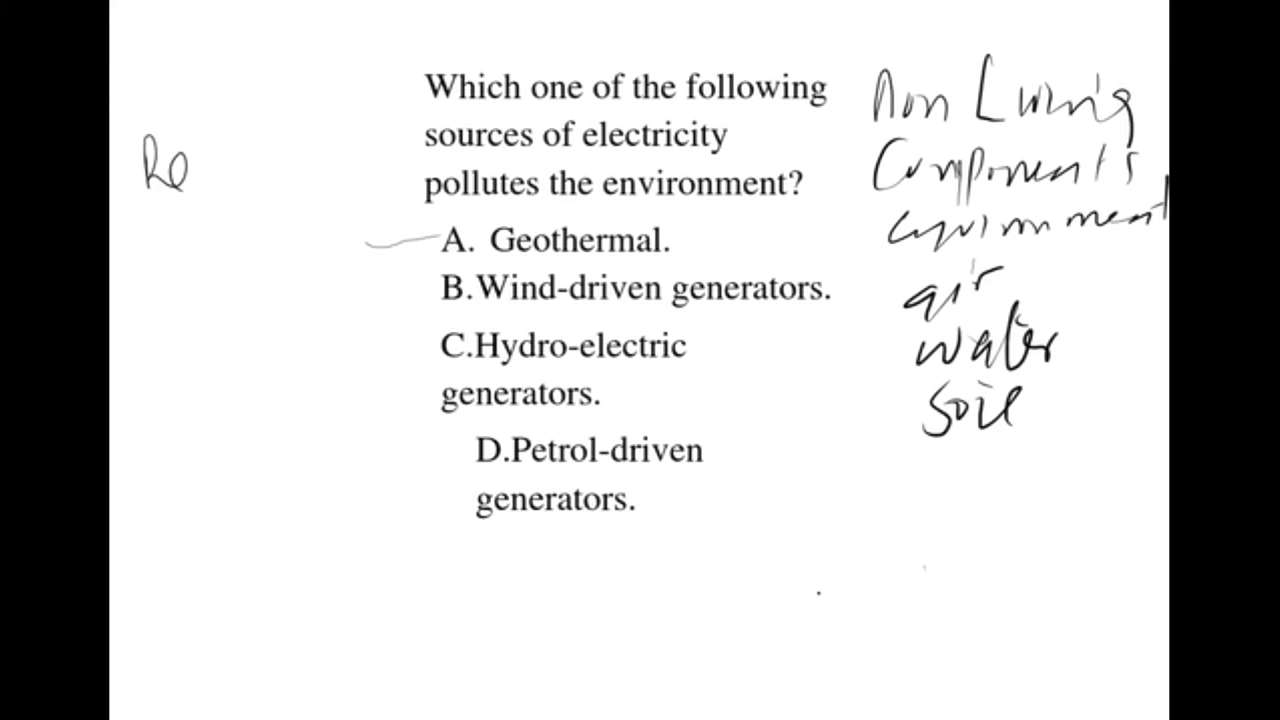 Which one of the following
sources of electricity
pollutes the environment?
A. Geothermal.
B.Wind-driven generators.
C.Hydro-electric
generators.
D.Petrol-driven
generators.
Re
Non Living
Components
environment
air
water
soil